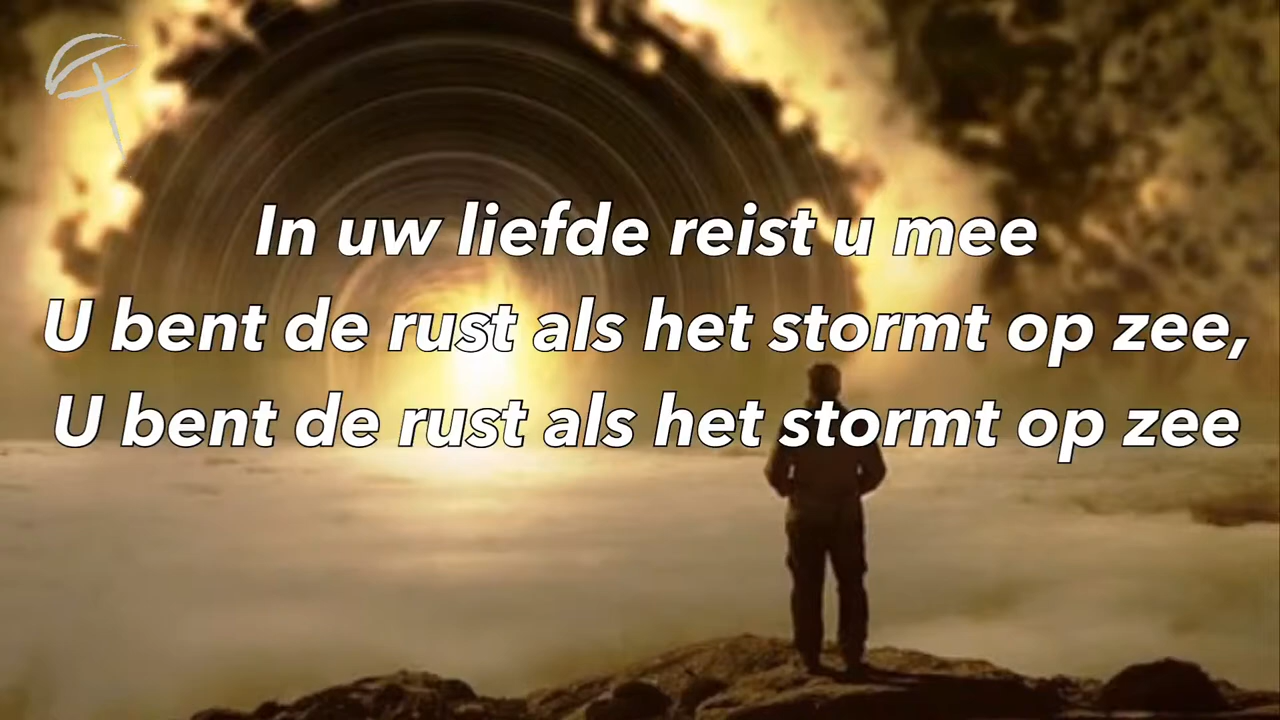 In uw liefde reist u mee
U bent de rust als het stormt op zee,
U bent de rust als het stormt op zee